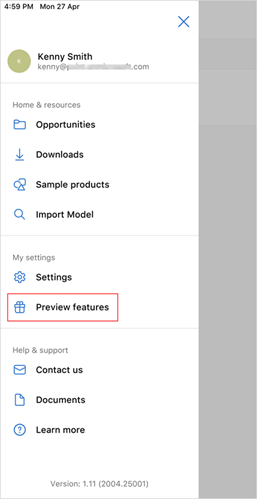 4:59 PM Mon 27 Apr
K
Kenny Smith
kenny@
.com
Home & resources
Opportunities
Downloads
Sample products
Import Model
My settings
Settings
Preview features
Help & support
Contact us
Documents
Learn more
Version: 1.11 (2004.25001)